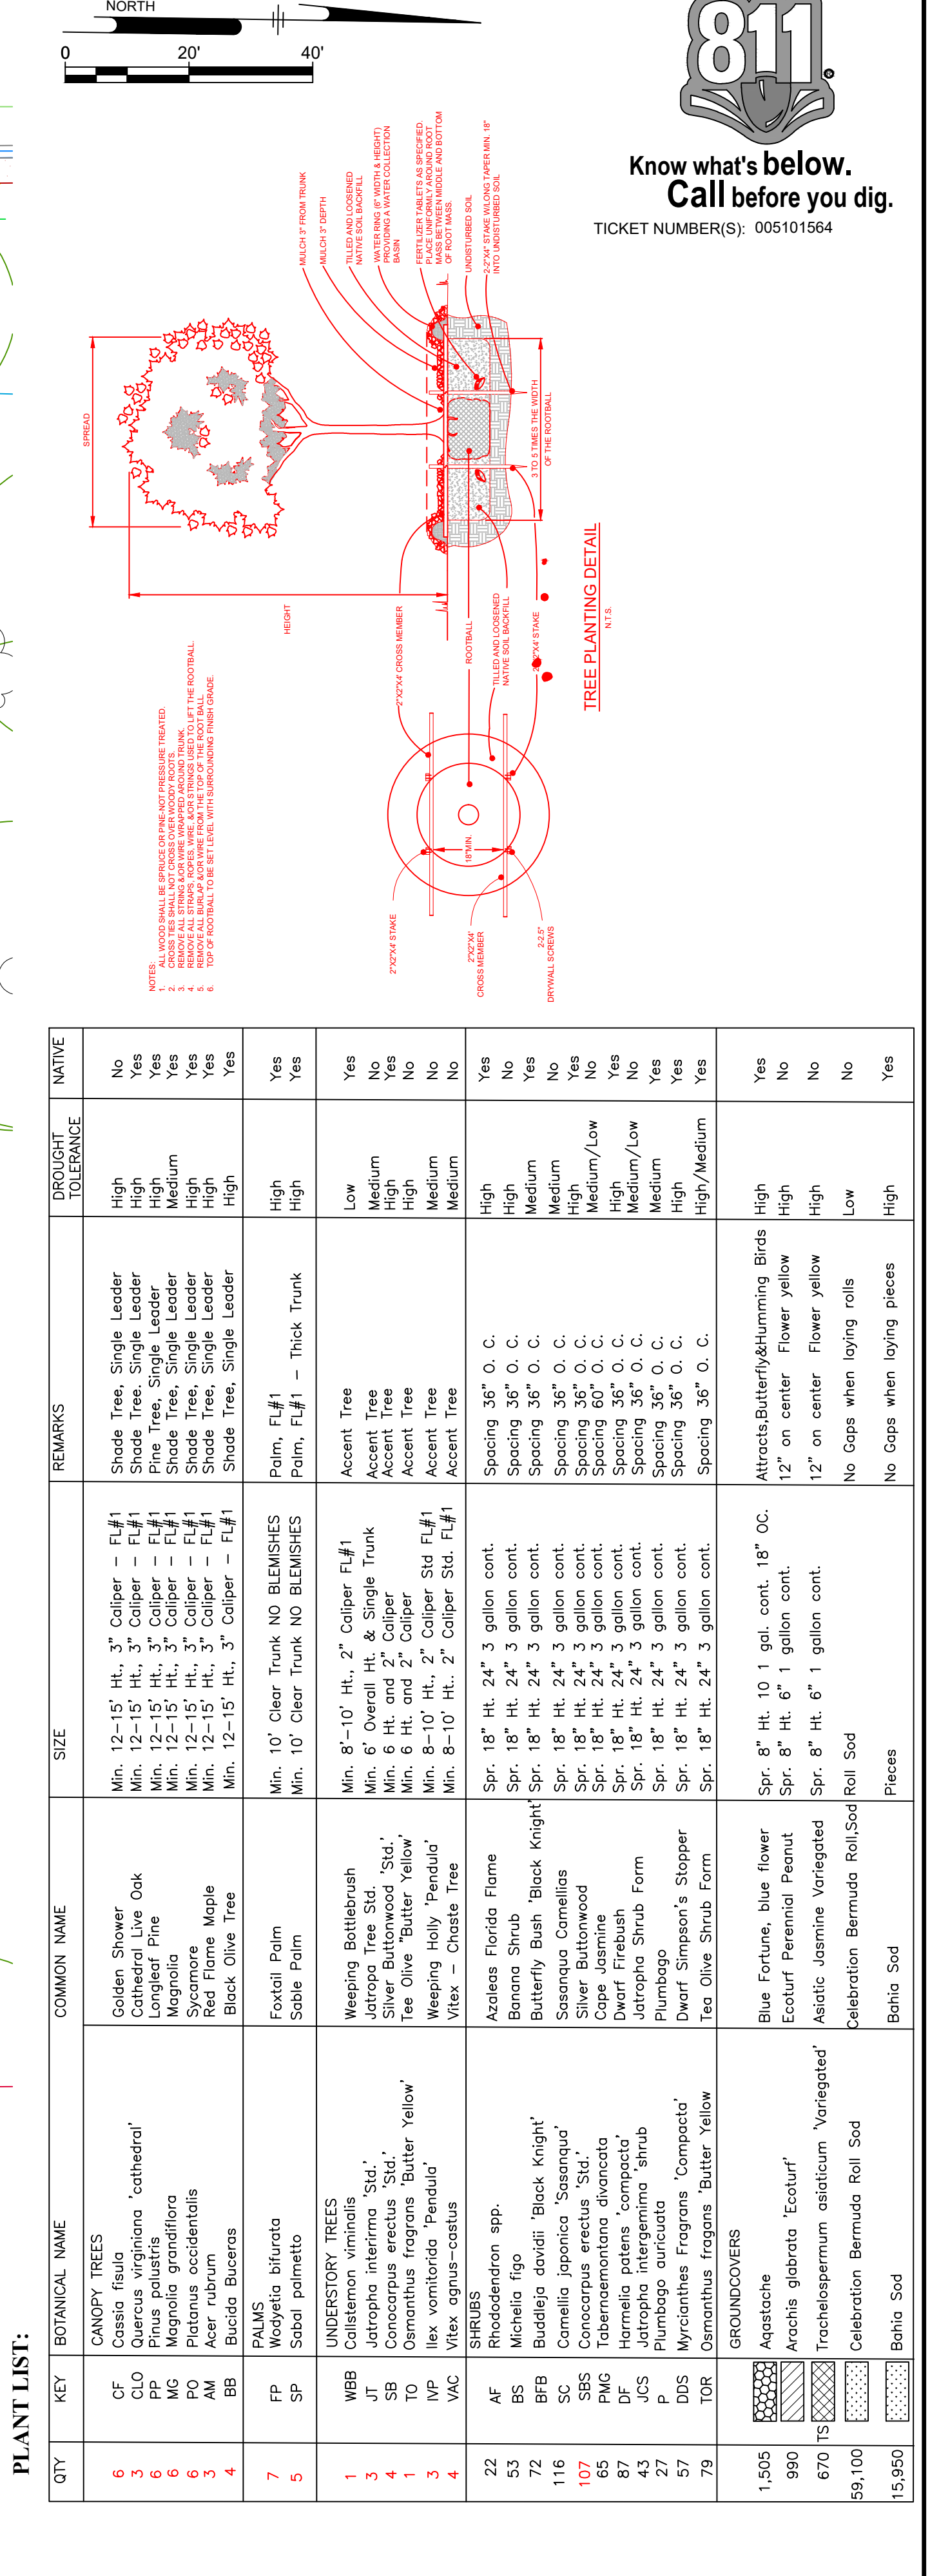 NORTH
0 20' 40'
811
Know what's below.
Call before you dig.
TICKET NUMBER(S): 005101564
SPREAD
HEIGHT
MULCH 3" FROM TRUNK
MULCH 3" DEPTH
TILLED AND LOOSENED
NATIVE SOIL BACKFILL
WATER RING (6" WIDTH & HEIGHT)
PROVIDING A WATER COLLECTION
BASIN
FERTILIZER TABLETS AS SPECIFIED.
PLACE UNIFORMLY AROUND ROOT
MASS BETWEEN MIDDLE AND BOTTOM
OF ROOT MASS.
UNDISTURBED SOIL
2-2"X4" STAKE W/LONG TAPER MIN. 18"
INTO UNDISTURBED SOIL
3 TO 5 TIMES THE WIDTH
OF THE ROOTBALL
NOTES:
1. ALL WOOD SHALL BE SPRUCE OR PINE-NOT PRESSURE TREATED.
2. CROSS TIES SHALL NOT CROSS OVER WOODY ROOTS.
3. REMOVE ALL STRING &/OR WIRE WRAPPED AROUND TRUNK.
4. REMOVE ALL STRAPS, ROPES, WIRE, &/OR STRINGS USED TO LIFT THE ROOTBALL.
5. REMOVE ALL BURLAP &/OR WIRE FROM THE TOP OF THE ROOT BALL
6. TOP OF ROOTBALL TO BE SET LEVEL WITH SURROUNDING FINISH GRADE.
2"X2"X4' CROSS MEMBER
ROOTBALL
TILLED AND LOOSENED
NATIVE SOIL BACKFILL
2"X2"X4' STAKE
18"MIN.
2"X2"X4' STAKE
2"X2"X4'
CROSS MEMBER
2-2.5"
DRYWALL SCREWS
TREE PLANTING DETAIL
N.T.S.
PLANT LIST:
QTY KEY BOTANICAL NAME COMMON NAME SIZE REMARKS DROUGHT TOLERANCE NATIVE
CANOPY TREES
6 CF Cassia fisula Golden Shower Min. 12-15' Ht., 3" Caliper - FL#1 Shade Tree, Single Leader High No
3 CLO Quercus virginiana 'cathedral' Cathedral Live Oak Min. 12-15' Ht., 3" Caliper - FL#1 Shade Tree, Single Leader High Yes
6 PP Pinus palustris Longleaf Pine Min. 12-15' Ht., 3" Caliper - FL#1 Pine Tree, Single Leader High Yes
6 MG Magnolia grandiflora Magnolia Min. 12-15' Ht., 3" Caliper - FL#1 Shade Tree, Single Leader Medium Yes
6 PO Platanus occidentalis Sycamore Min. 12-15' Ht., 3" Caliper - FL#1 Shade Tree, Single Leader High Yes
3 AM Acer rubrum Red Flame Maple Min. 12-15' Ht., 3" Caliper - FL#1 Shade Tree, Single Leader High Yes
4 BB Bucida Buceras Black Olive Tree Min. 12-15' Ht., 3" Caliper - FL#1 Shade Tree, Single Leader High Yes
PALMS
7 FP Wodyetia bifurcata Foxtail Palm Min. 10' Clear Trunk NO BLEMISHES Palm, FL#1 High Yes
5 SP Sabal palmetto Sable Palm Min. 10' Clear Trunk NO BLEMISHES Palm, FL#1 - Thick Trunk High Yes
UNDERSTORY TREES
1 WBB Callstemon viminalis Weeping Bottlebrush Min. 8'-10' Ht., 2" Caliper FL#1 Accent Tree Low Yes
3 JT Jatropha interirma 'Std.' Jatropa Tree Std. Min. 6' Overall Ht. & Single Trunk Accent Tree Medium No
4 SB Conocarpus erectus 'Std.' Silver Buttonwood 'Std.' Min. 6 Ht. and 2" Caliper Accent Tree High Yes
1 TO Osmanthus fragrans 'Butter Yellow' Tee Olive "Butter Yellow' Min. 6 Ht. and 2" Caliper Accent Tree High No
3 IVP Ilex vomitorida 'Pendula' Weeping Holly 'Pendula' Min. 8-10' Ht., 2" Caliper Std FL#1 Accent Tree Medium No
4 VAC Vitex agnus-castus Vitex - Chaste Tree Min. 8-10' Ht. 2" Caliper Std. FL#1 Accent Tree Medium No
SHRUBS
22 AF Rhododendron spp. Azaleas Florida Flame Spr. 18" Ht. 24" 3 gallon cont. Spacing 36" O. C. High Yes
53 BS Michelia figo Banana Shrub Spr. 18" Ht. 24" 3 gallon cont. Spacing 36" O. C. High No
72 BFB Buddleja davidii 'Black Knight' Butterfly Bush 'Black Knight' Spr. 18" Ht. 24" 3 gallon cont. Spacing 36" O. C. Medium Yes
116 SC Camellia japonica 'Sasanqua' Sasanqua Camellias Spr. 18" Ht. 24" 3 gallon cont. Spacing 36" O. C. Medium No
107 SBS Conocarpus erectus 'Std.' Silver Buttonwood Spr. 18" Ht. 24" 3 gallon cont. Spacing 36" O. C. High Yes
65 PMG Tabernaemontana divancata Cape Jasmine Spr. 18" Ht. 24" 3 gallon cont. Spacing 60" O. C. Medium/Low No
87 DF Harmelia patens 'compacta' Dwarf Firebush Spr. 18" Ht. 24" 3 gallon cont. Spacing 36" O. C. High Yes
43 JCS Jatropha intergemima 'shrub Jatropha Shrub Form Spr. 18" Ht. 24" 3 gallon cont. Spacing 36" O. C. Medium/Low No
27 P Plumbago auricuata Plumbago Spr. 18" Ht. 24" 3 gallon cont. Spacing 36" O. C. Medium Yes
57 DDS Myrcianthes Fragrans 'Compacta' Dwarf Simpson's Stopper Spr. 18" Ht. 24" 3 gallon cont. Spacing 36" O. C. High Yes
79 TOR Osmanthus fragans 'Butter Yellow Tea Olive Shrub Form Spr. 18" Ht. 24" 3 gallon cont. Spacing 36" O. C. High/Medium Yes
GROUNDCOVERS
1,505 Agastache Blue Fortune, blue flower Spr. 8" Ht. 10 1 gal. cont. 18" OC. Attracts,Butterfly&Humming Birds High Yes
990 Arachis glabrata 'Ecoturf' Ecoturf Perennial Peanut Spr. 8" Ht. 6" 1 gallon cont. 12" on center Flower yellow High No
670 TS Trachelospermum asiaticum 'Variegated' Asiatic Jasmine Variegated Spr. 8" Ht. 6" 1 gallon cont. 12" on center Flower yellow High No
59,100 Celebration Bermuda Roll Sod Celebration Bermuda Roll,Sod Roll Sod No Gaps when laying rolls Low No
15,950 Bahia Sod Bahia Sod Pieces No Gaps when laying pieces High Yes